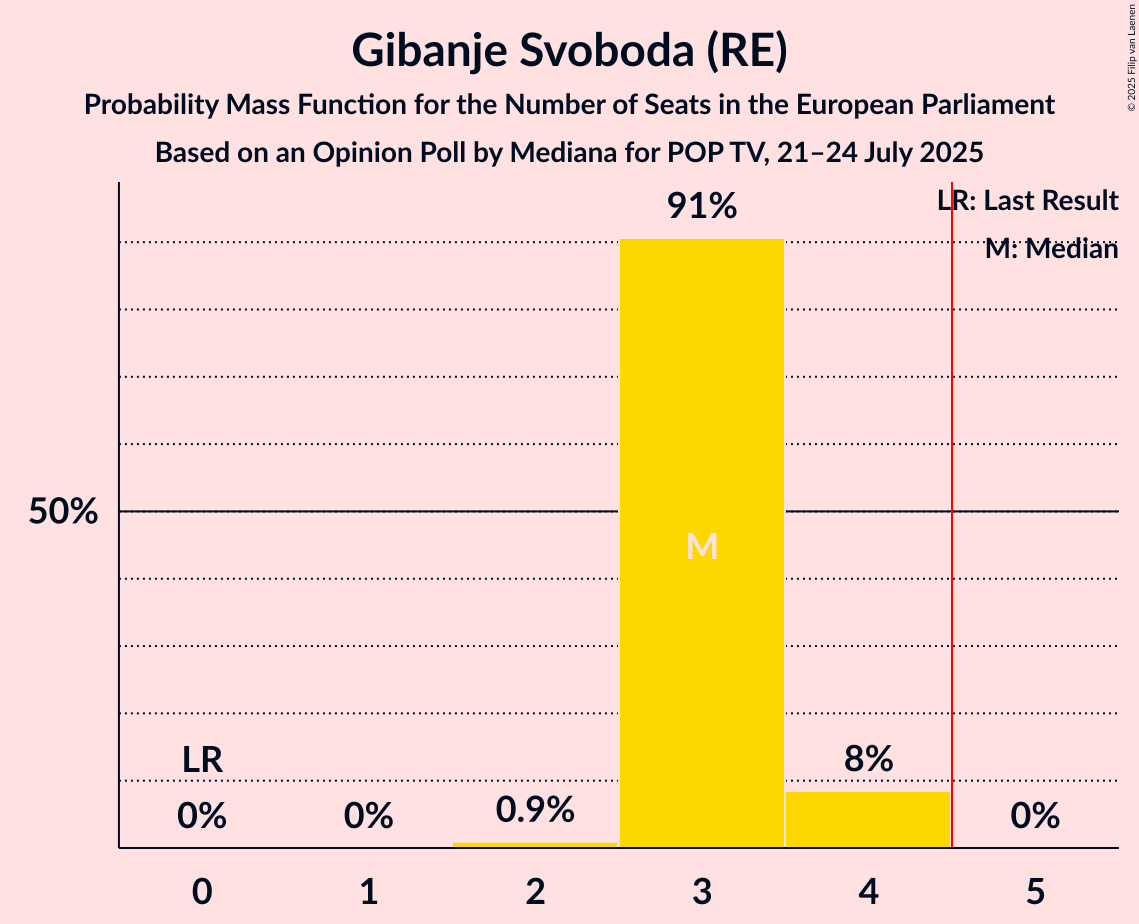 Gibanje Svoboda (RE)
Probability Mass Function for the Number of Seats in the European Parliament
Based on an Opinion Poll by Mediana for POP TV, 21–24 July 2025
© 2025 Filip van Laenen
LR: Last Result
M: Median
91%
50%
M
LR
8%
0%
0%
0.9%
0%
0
1
2
3
4
5